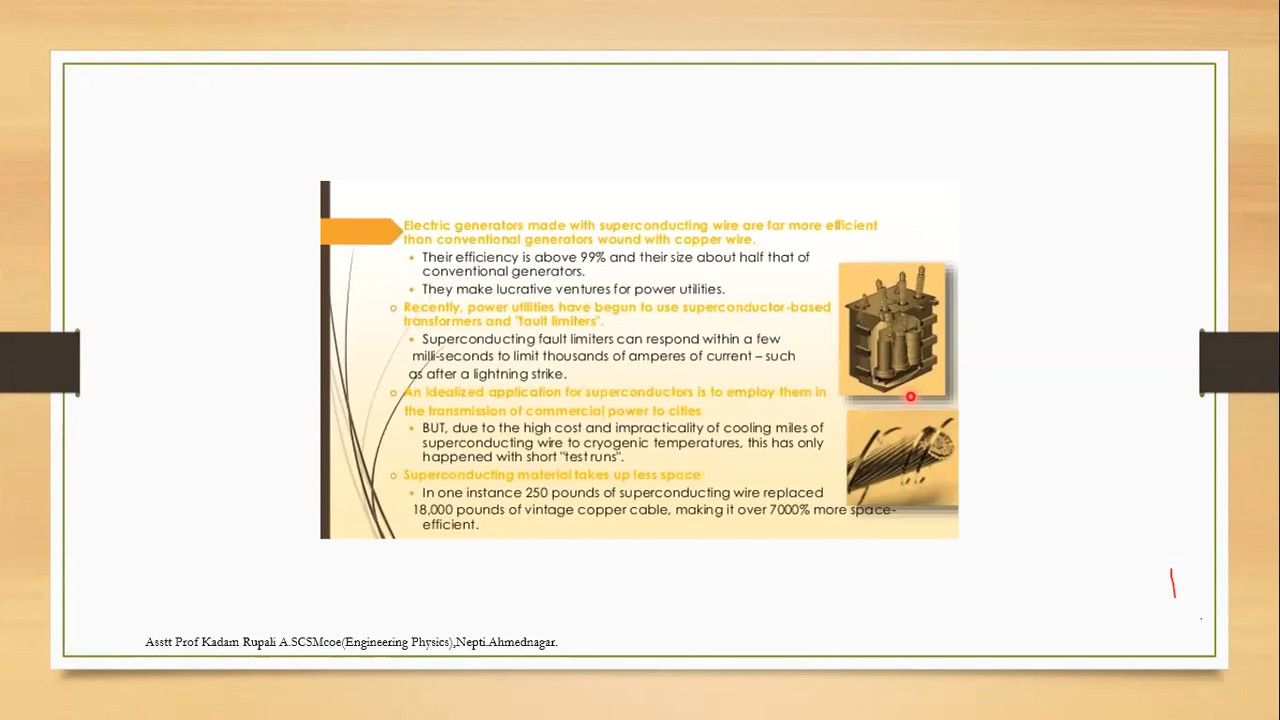 Electric generators made with superconducting wire are far more efficient
than conventional generators wound with copper wire.
• Their efficiency is above 99% and their size about half that of
conventional generators.
• They make lucrative ventures for power utilities.
o Recently, power utilities have begun to use superconductor-based
transformers and "fault limiters".
• Superconducting fault limiters can respond within a few
milli-seconds to limit thousands of amperes of current – such
as after a lightning strike.
o An idealized application for superconductors is to employ them in
the transmission of commercial power to cities
• BUT, due to the high cost and impracticality of cooling miles of
superconducting wire to cryogenic temperatures, this has only
happened with short "test runs".
o Superconducting material takes up less space
• In one instance 250 pounds of superconducting wire replaced
18,000 pounds of vintage copper cable, making it over 7000% more space-
efficient.
Asstt Prof Kadam Rupali A.SCSMcoe(Engineering Physics),Nepti.Ahmednagar.